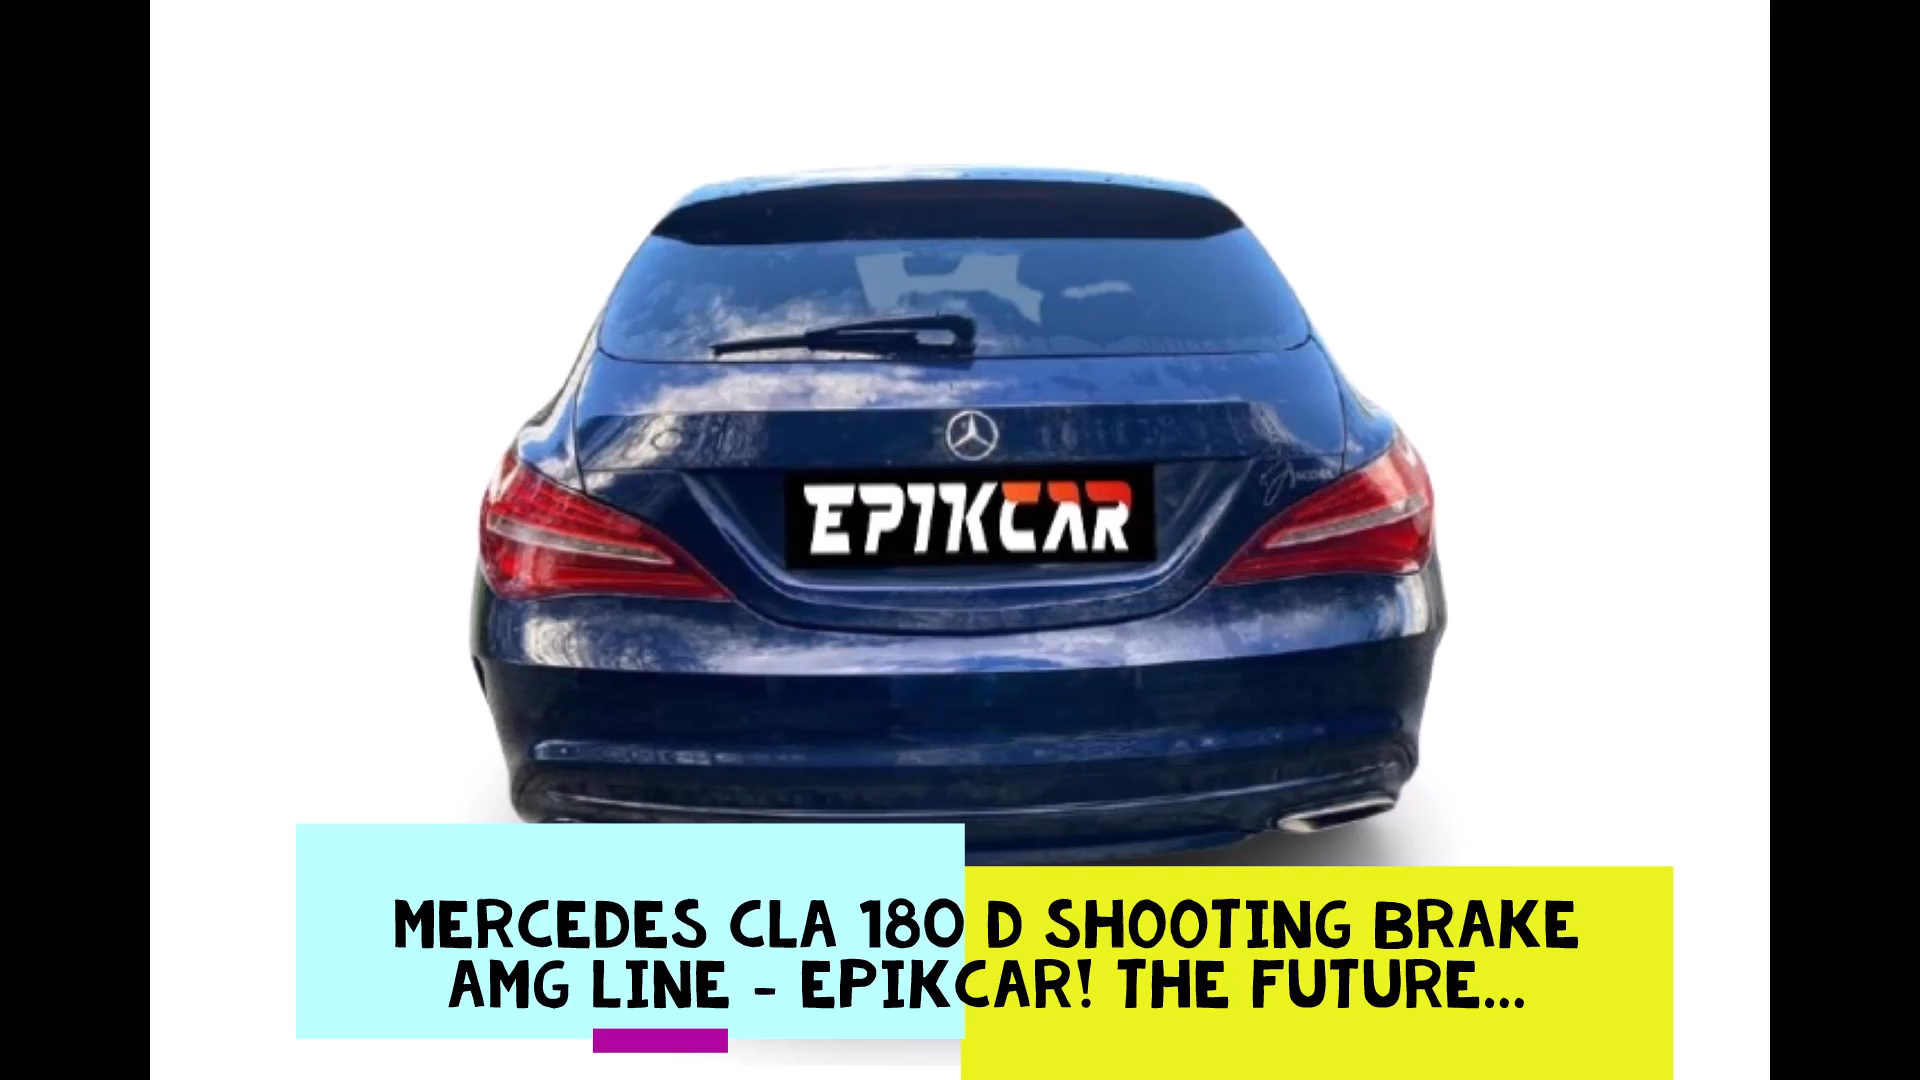 EPIKCAR
MERCEDES CLA 180 D SHOOTING BRAKE
AMG LINE - EPIKCAR! THE FUTURE...